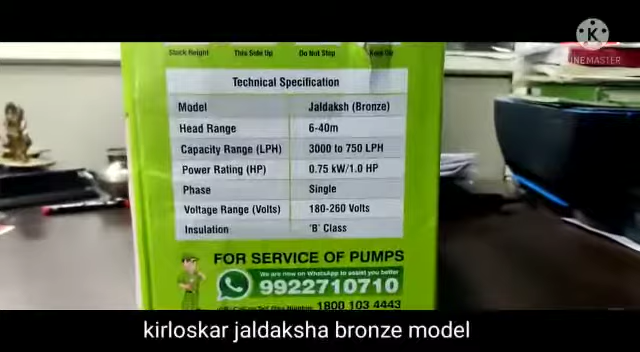 K
KINEMASTER
Stack Height This Side Up Do Not Step Keep Dry
Technical Specification
Model Jaldaksh (Bronze)
Head Range 6-40m
Capacity Range (LPH) 3000 to 750 LPH
Power Rating (HP) 0.75 kW/1.0 HP
Phase Single
Voltage Range (Volts) 180-260 Volts
Insulation 'B' Class
FOR SERVICE OF PUMPS
We are now on WhatsApp to assist you better
9922710710
1800 103 4443
kirloskar jaldaksha bronze model